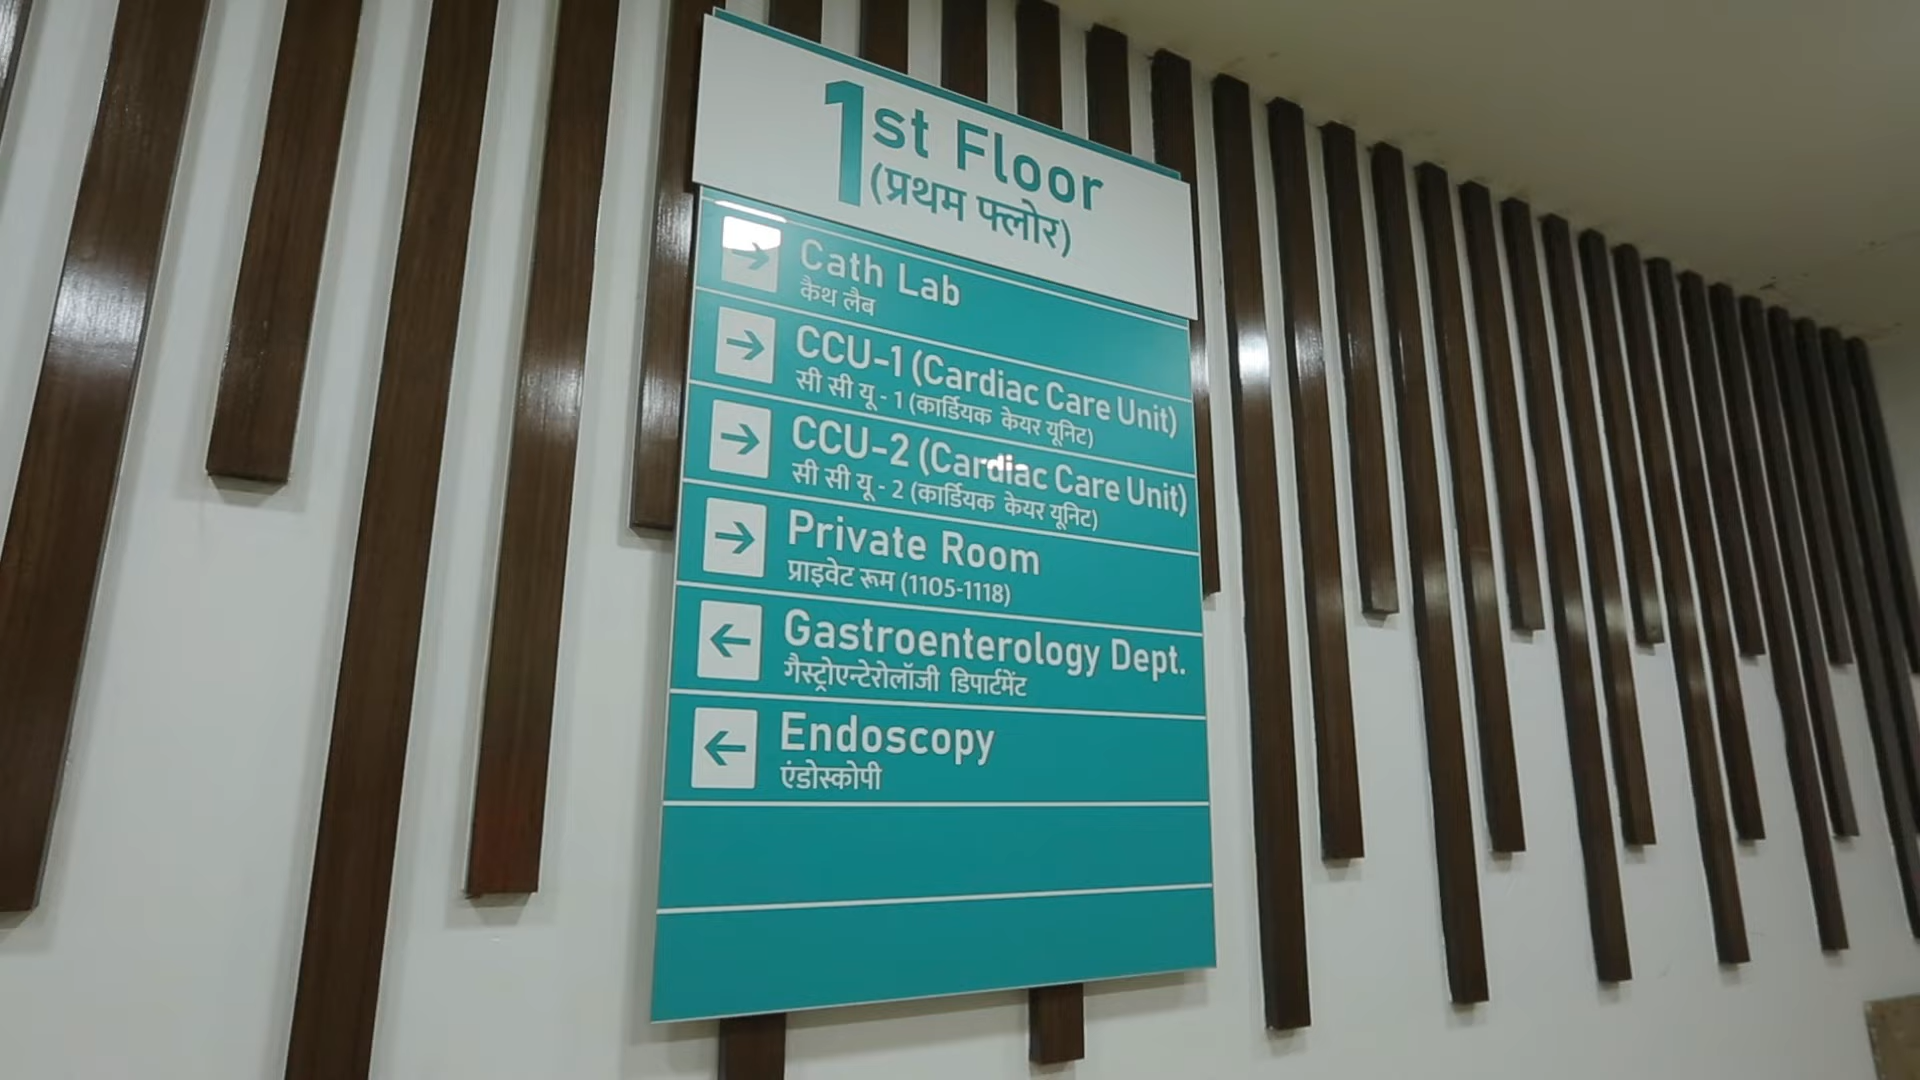 1st Floor
(प्रथम फ्लोर)
→ Cath Lab
कैथ लैब
→ CCU-1 (Cardiac Care Unit)
सी सी यू - 1 (कार्डियक केयर यूनिट)
→ CCU-2 (Cardiac Care Unit)
सी सी यू - 2 (कार्डियक केयर यूनिट)
→ Private Room
प्राइवेट रूम (1105-1118)
← Gastroenterology Dept.
गैस्ट्रोएन्टेरोलॉजी डिपार्टमेंट
← Endoscopy
एंडोस्कोपी